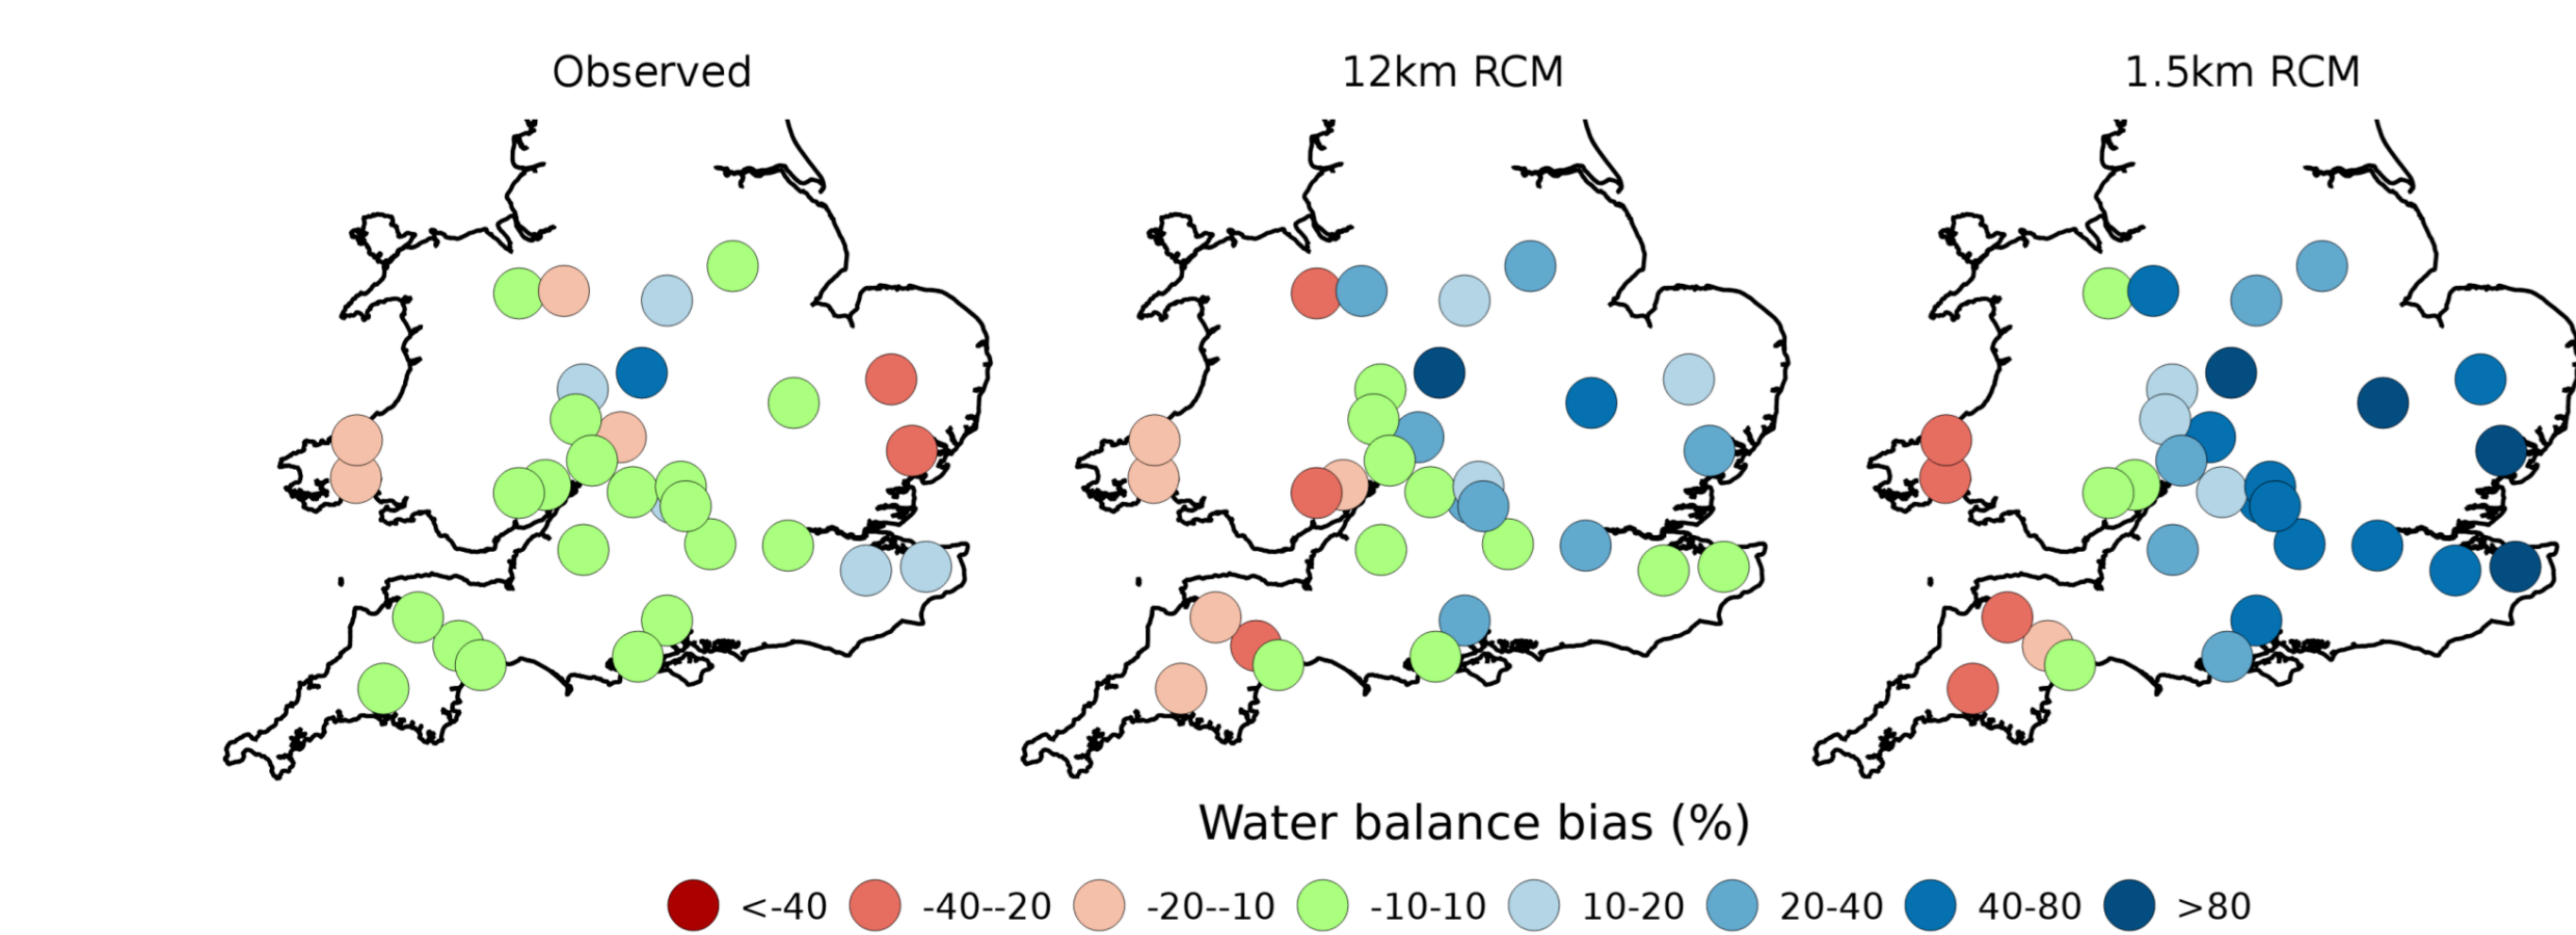 Observed 12km RCM 1.5km RCM
Water balance bias (%)
<-40 -40--20 -20--10 -10-10 10-20 20-40 40-80 >80